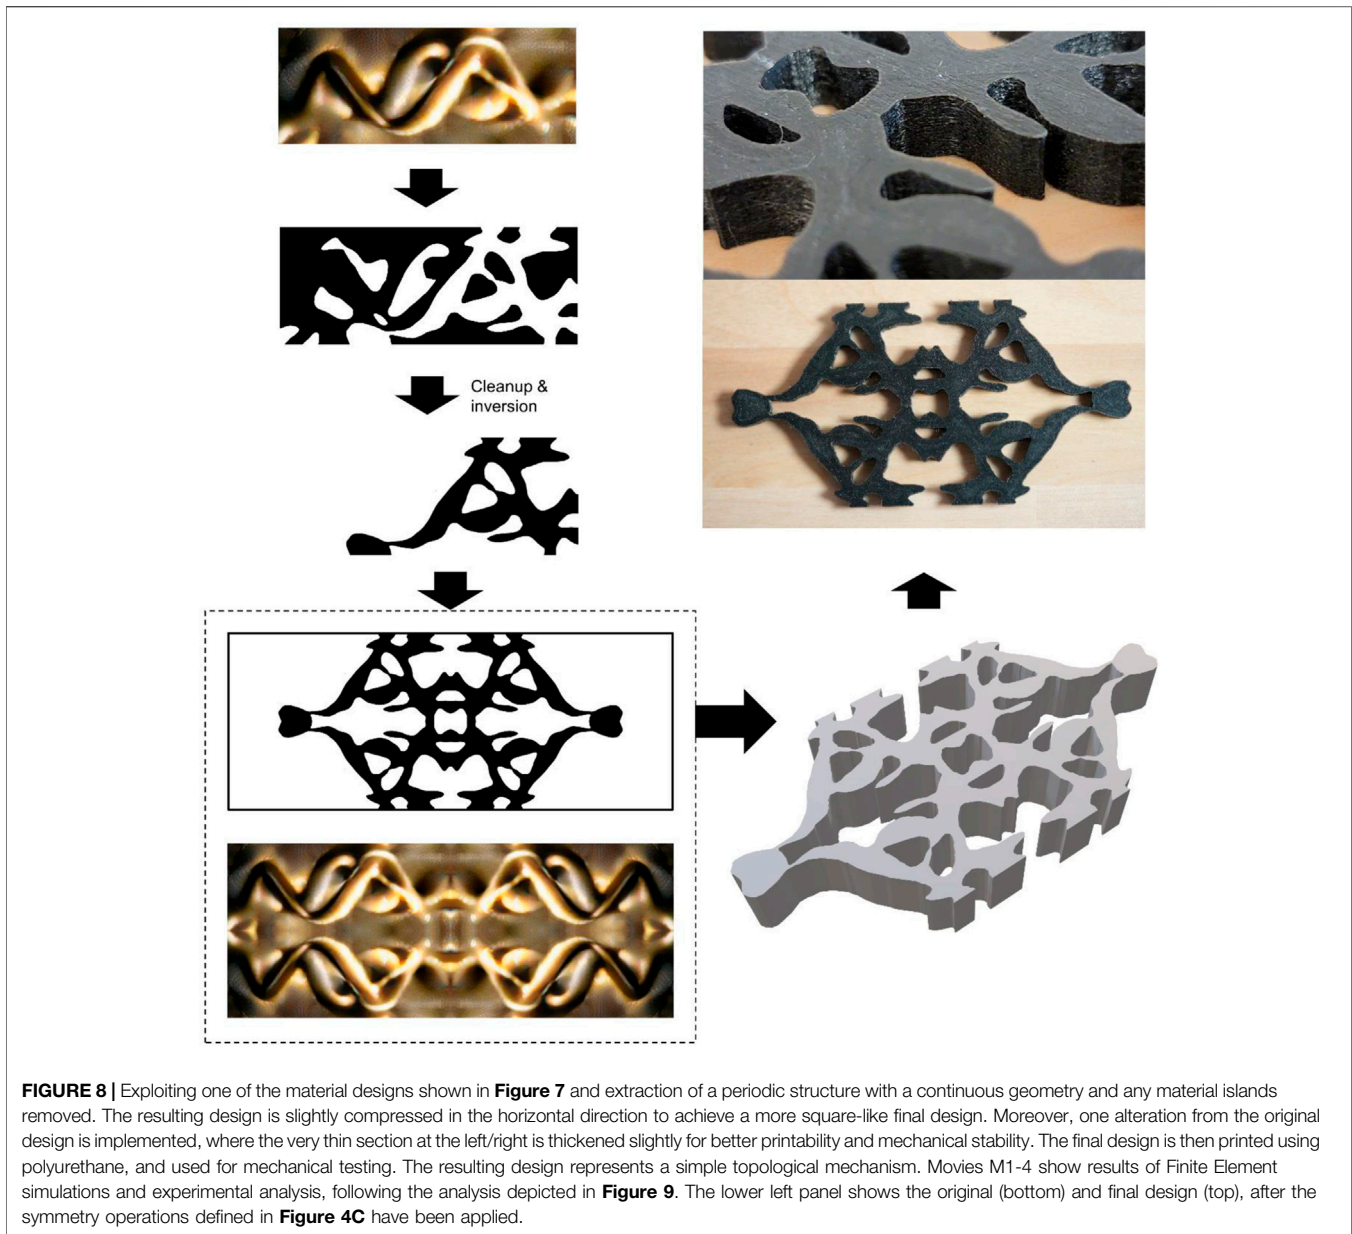 Cleanup &
inversion
FIGURE 8 | Exploiting one of the material designs shown in Figure 7 and extraction of a periodic structure with a continuous geometry and any material islands
removed. The resulting design is slightly compressed in the horizontal direction to achieve a more square-like final design. Moreover, one alteration from the original
design is implemented, where the very thin section at the left/right is thickened slightly for better printability and mechanical stability. The final design is then printed using
polyurethane, and used for mechanical testing. The resulting design represents a simple topological mechanism. Movies M1-4 show results of Finite Element
simulations and experimental analysis, following the analysis depicted in Figure 9. The lower left panel shows the original (bottom) and final design (top), after the
symmetry operations defined in Figure 4C have been applied.